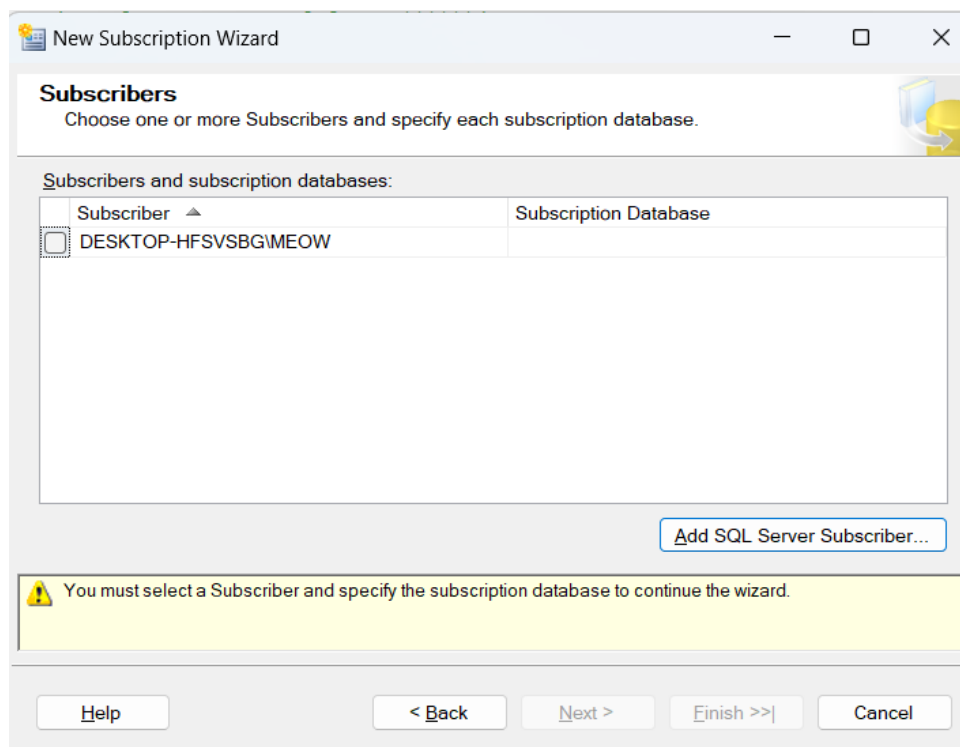 New Subscription Wizard
Subscribers
Choose one or more Subscribers and specify each subscription database.
Subscribers and subscription databases:
Subscriber Subscription Database
DESKTOP-HFSVSBG\MEOW
Add SQL Server Subscriber...
You must select a Subscriber and specify the subscription database to continue the wizard.
Help < Back Next > Finish >>| Cancel